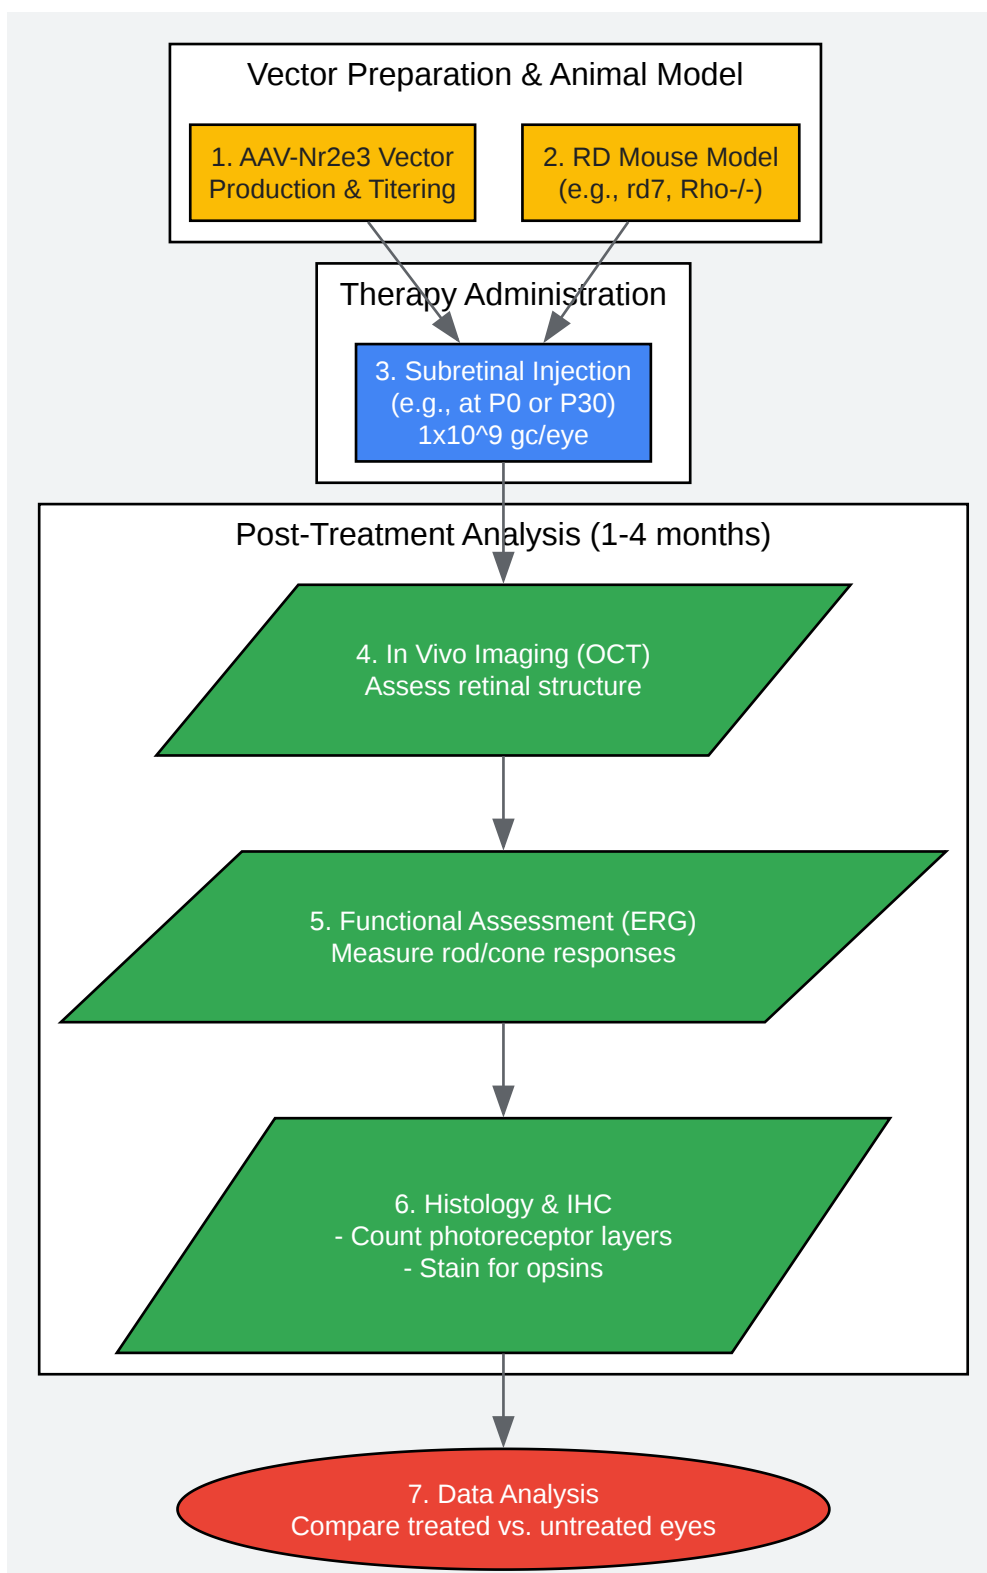 Vector Preparation & Animal Model
1. AAV-Nr2e3 Vector
Production & Titering
2. RD Mouse Model
(e.g., rd7, Rho-/-)
Therapy Administration
3. Subretinal Injection
(e.g., at P0 or P30)
1x10^9 gc/eye
Post-Treatment Analysis (1-4 months)
4. In Vivo Imaging (OCT)
Assess retinal structure
5. Functional Assessment (ERG)
Measure rod/cone responses
6. Histology & IHC
- Count photoreceptor layers
- Stain for opsins
7. Data Analysis
Compare treated vs. untreated eyes